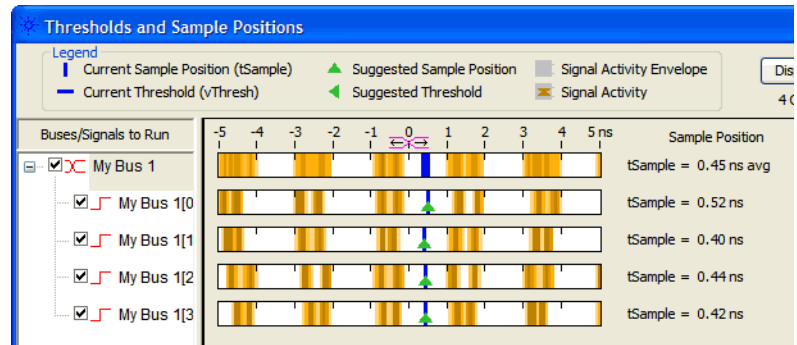 Thresholds and Sample Positions
Legend
Current Sample Position (tSample) Suggested Sample Position Signal Activity Envelope
Current Threshold (vThresh) Suggested Threshold Signal Activity
Buses/Signals to Run
-5 -4 -3 -2 -1 0 1 2 3 4 5 ns Sample Position
My Bus 1 tSample = 0.45 ns avg
My Bus 1[0 tSample = 0.52 ns
My Bus 1[1 tSample = 0.40 ns
My Bus 1[2 tSample = 0.44 ns
My Bus 1[3 tSample = 0.42 ns